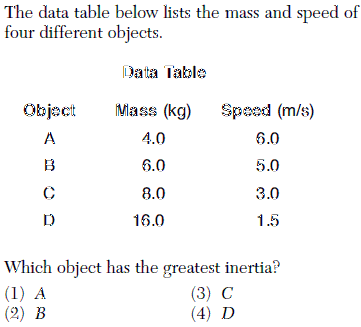 The data table below lists the mass and speed of
four different objects.
Data Table
Object Mass (kg) Speed (m/s)
A 4.0 6.0
B 6.0 5.0
C 8.0 3.0
D 16.0 1.5
Which object has the greatest inertia?
(1) A (3) C
(2) B (4) D